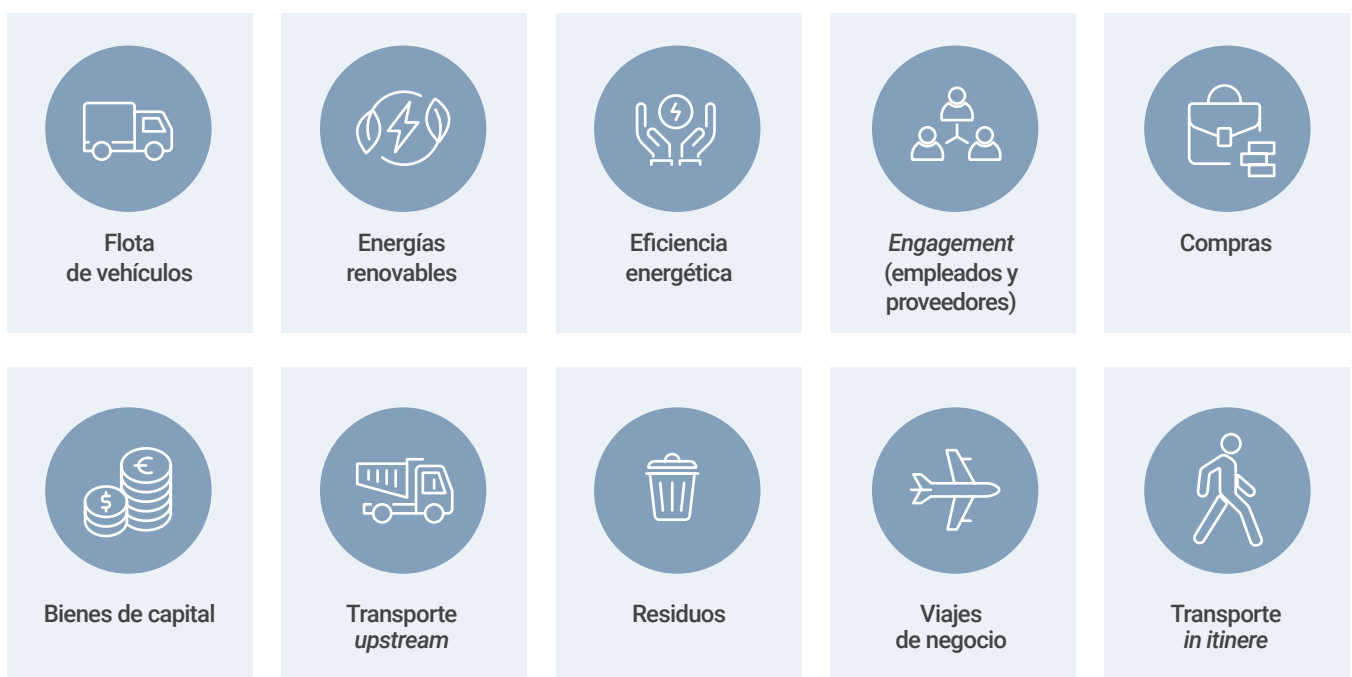 Flota
de vehículos
Energías
renovables
Eficiencia
energética
Engagement
(empleados y
proveedores)
Compras
€
$
Bienes de capital
Transporte
upstream
Residuos
Viajes
de negocio
Transporte
in itinere